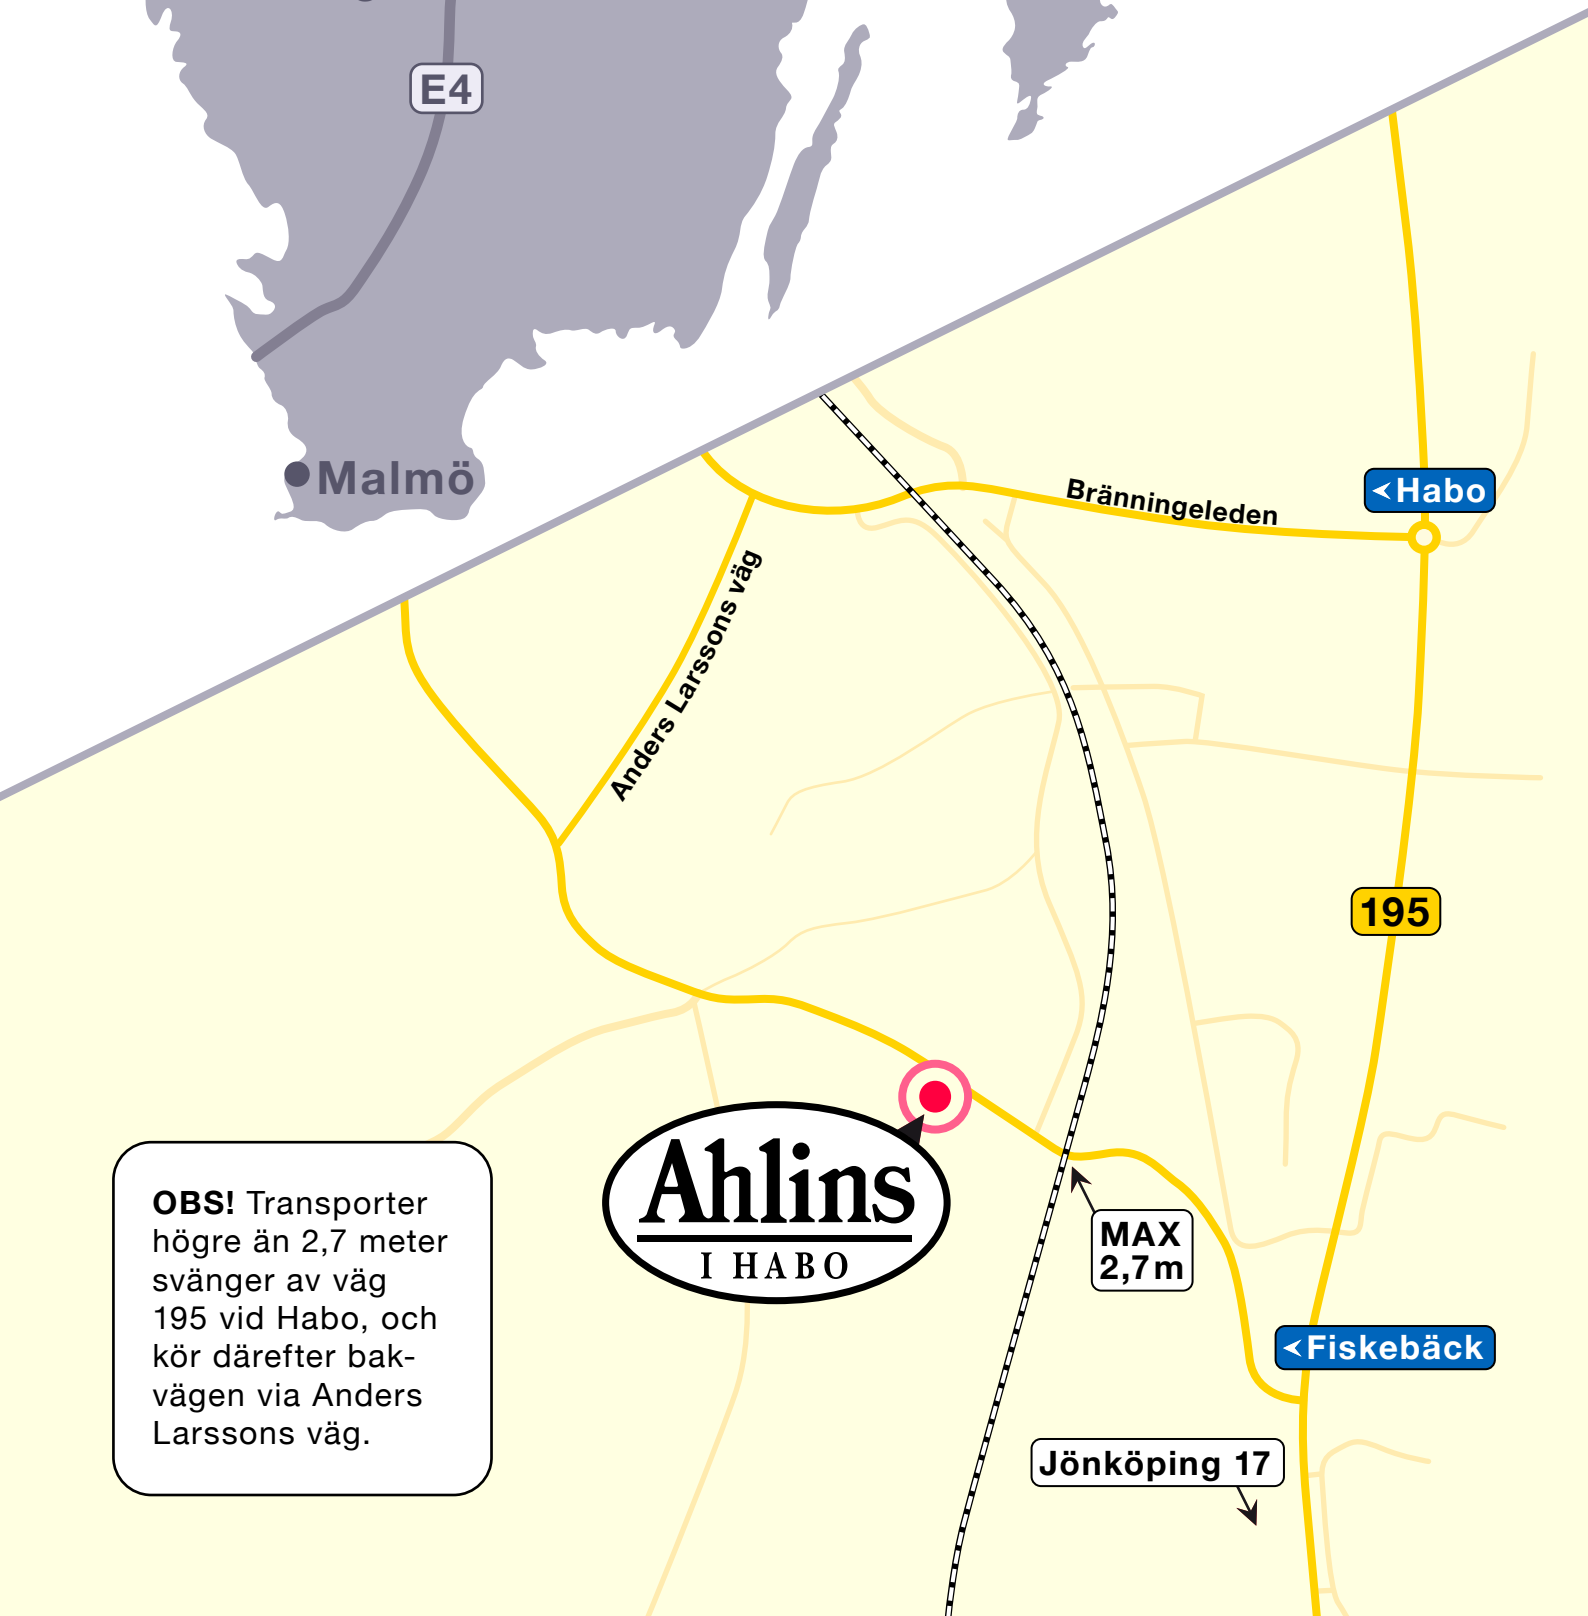 E4
Malmö
Bränningeleden
Habo
Anders Larssons väg
195
Ahlins
I HABO
MAX
2,7m
OBS! Transporter
högre än 2,7 meter
svänger av väg
195 vid Habo, och
kör därefter bak-
vägen via Anders
Larssons väg.
Fiskebäck
Jönköping 17